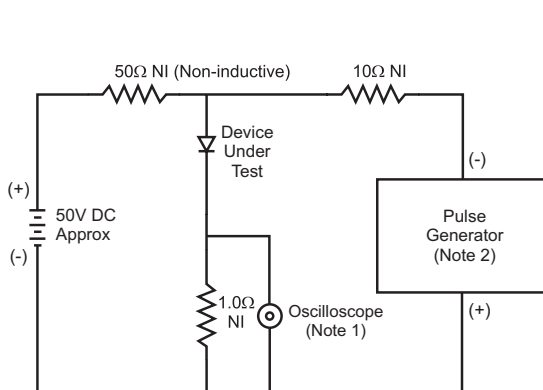 50Ω NI (Non-inductive)
10Ω NI
Device
Under
Test
(-)
(+)
50V DC
Approx
(-)
Pulse
Generator
(Note 2)
1.0Ω
NI
Oscilloscope
(Note 1)
(+)